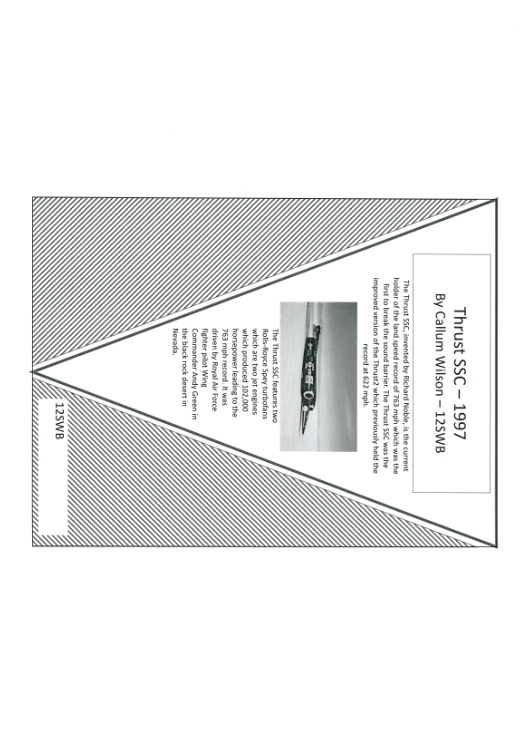 Thrust SSC – 1997
By Callum Wilson – 12SWB
The Thrust SSC, invented by Richard Noble, is the current
holder of the land speed record of 763 mph which was the
first to break the sound barrier. The Thrust SSC was the
improved version of the Thrust2 which previously held the
record at 622 mph.
The Thrust SSC features two
Rolls-Royce Spey turbofans
which are two jet engines
which produced 102,000
horsepower leading to the
763 mph record. It was
driven by Royal Air Force
fighter pilot Wing
Commander Andy Green in
the black rock desert in
Nevada.
12SWB